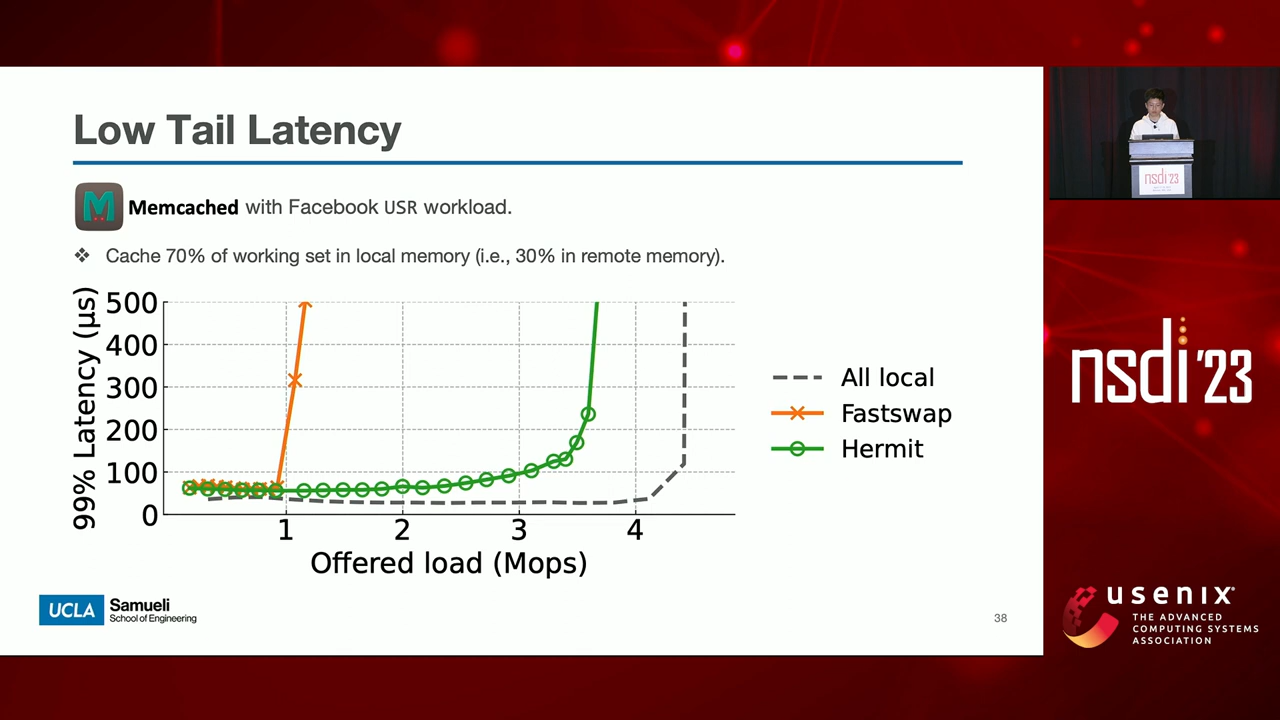 Low Tail Latency
M Memcached with Facebook USR workload.
❖ Cache 70% of working set in local memory (i.e., 30% in remote memory).
99% Latency (μs)
500
400
300
200
100
0
1 2 3 4
Offered load (Mops)
All local
Fastswap
Hermit
UCLA Samueli
School of Engineering
38
nsdi '23
nsdi '23
usenix®
THE ADVANCED
COMPUTING SYSTEMS
ASSOCIATION